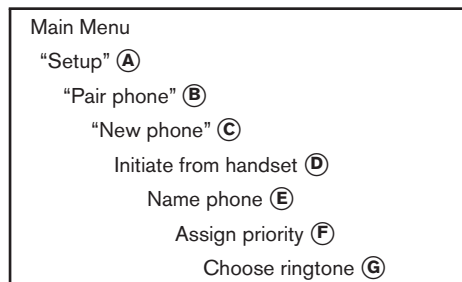 Main Menu
“Setup” Ⓐ
“Pair phone” Ⓑ
“New phone” Ⓒ
Initiate from handset Ⓓ
Name phone Ⓔ
Assign priority Ⓕ
Choose ringtone Ⓖ